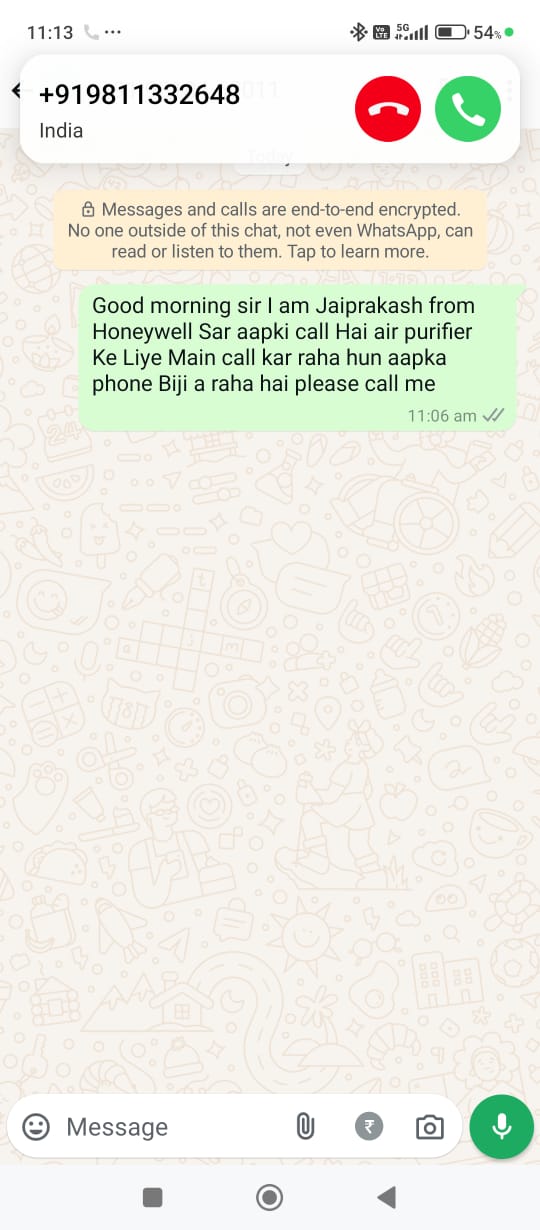 11:13
5G
54%
+919811332648
India
Today
Messages and calls are end-to-end encrypted.
No one outside of this chat, not even WhatsApp, can
read or listen to them. Tap to learn more.
Good morning sir I am Jaiprakash from
Honeywell Sar aapki call Hai air purifier
Ke Liye Main call kar raha hun aapka
phone Biji a raha hai please call me
11:06 am
Message